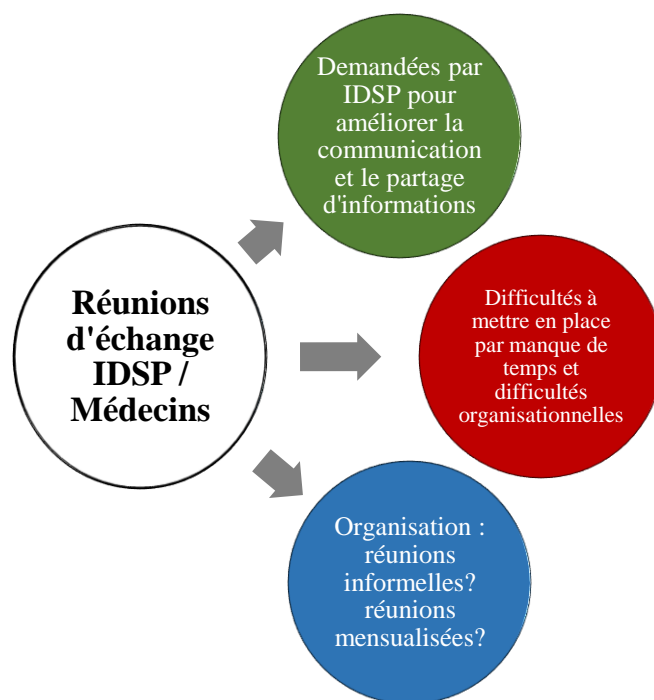 Demandées par
IDSP pour
améliorer la
communication
et le partage
d'informations
Réunions
d'échange
IDSP /
Médecins
Difficultés à
mettre en place
par manque de
temps et
difficultés
organisationnelles
Organisation :
réunions
informelles?
réunions
mensualisées?